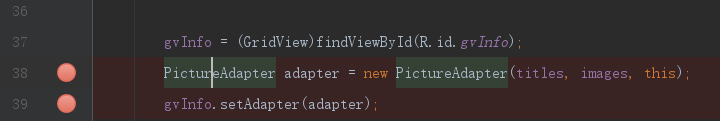 36
37 gvInfo = (GridView)findViewById(R.id.gvInfo);
38 PictureAdapter adapter = new PictureAdapter(titles, images, this);
39 gvInfo.setAdapter(adapter);